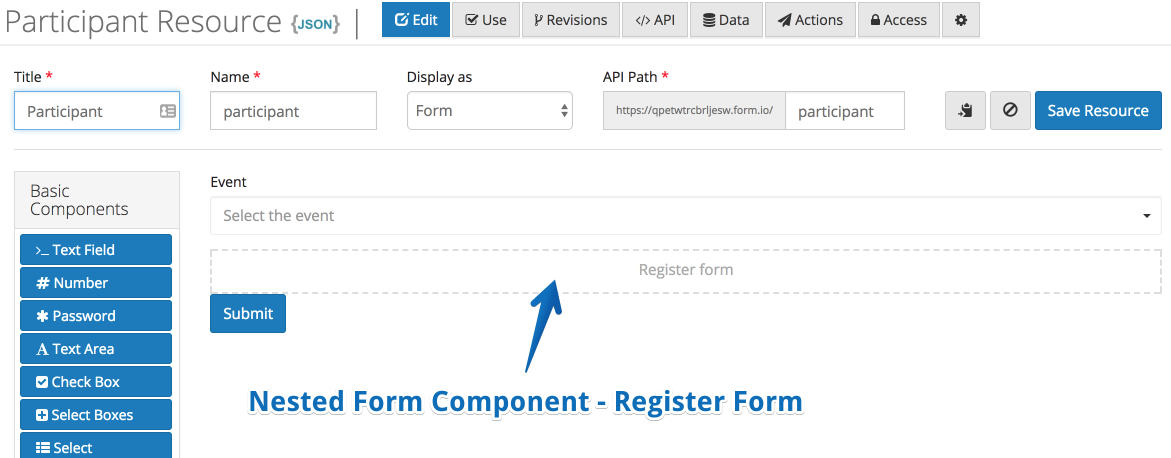 Participant Resource {JSON}
Edit Use Revisions </> API Data Actions Access
Title * Name * Display as API Path *
Participant participant Form https://qpetwtrcbrljesw.form.io/ participant Save Resource
Basic
Components
Event
Select the event
>_ Text Field
Register form
# Number
Submit
✱ Password
A Text Area
Check Box
Select Boxes
Select
Nested Form Component - Register Form